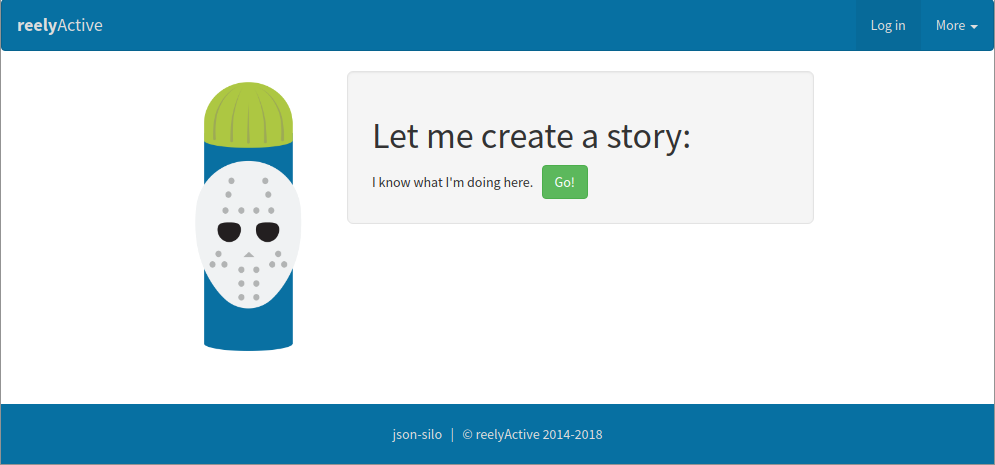 reelyActive
Log in
More
Let me create a story:
I know what I'm doing here. Go!
json-silo | © reelyActive 2014-2018